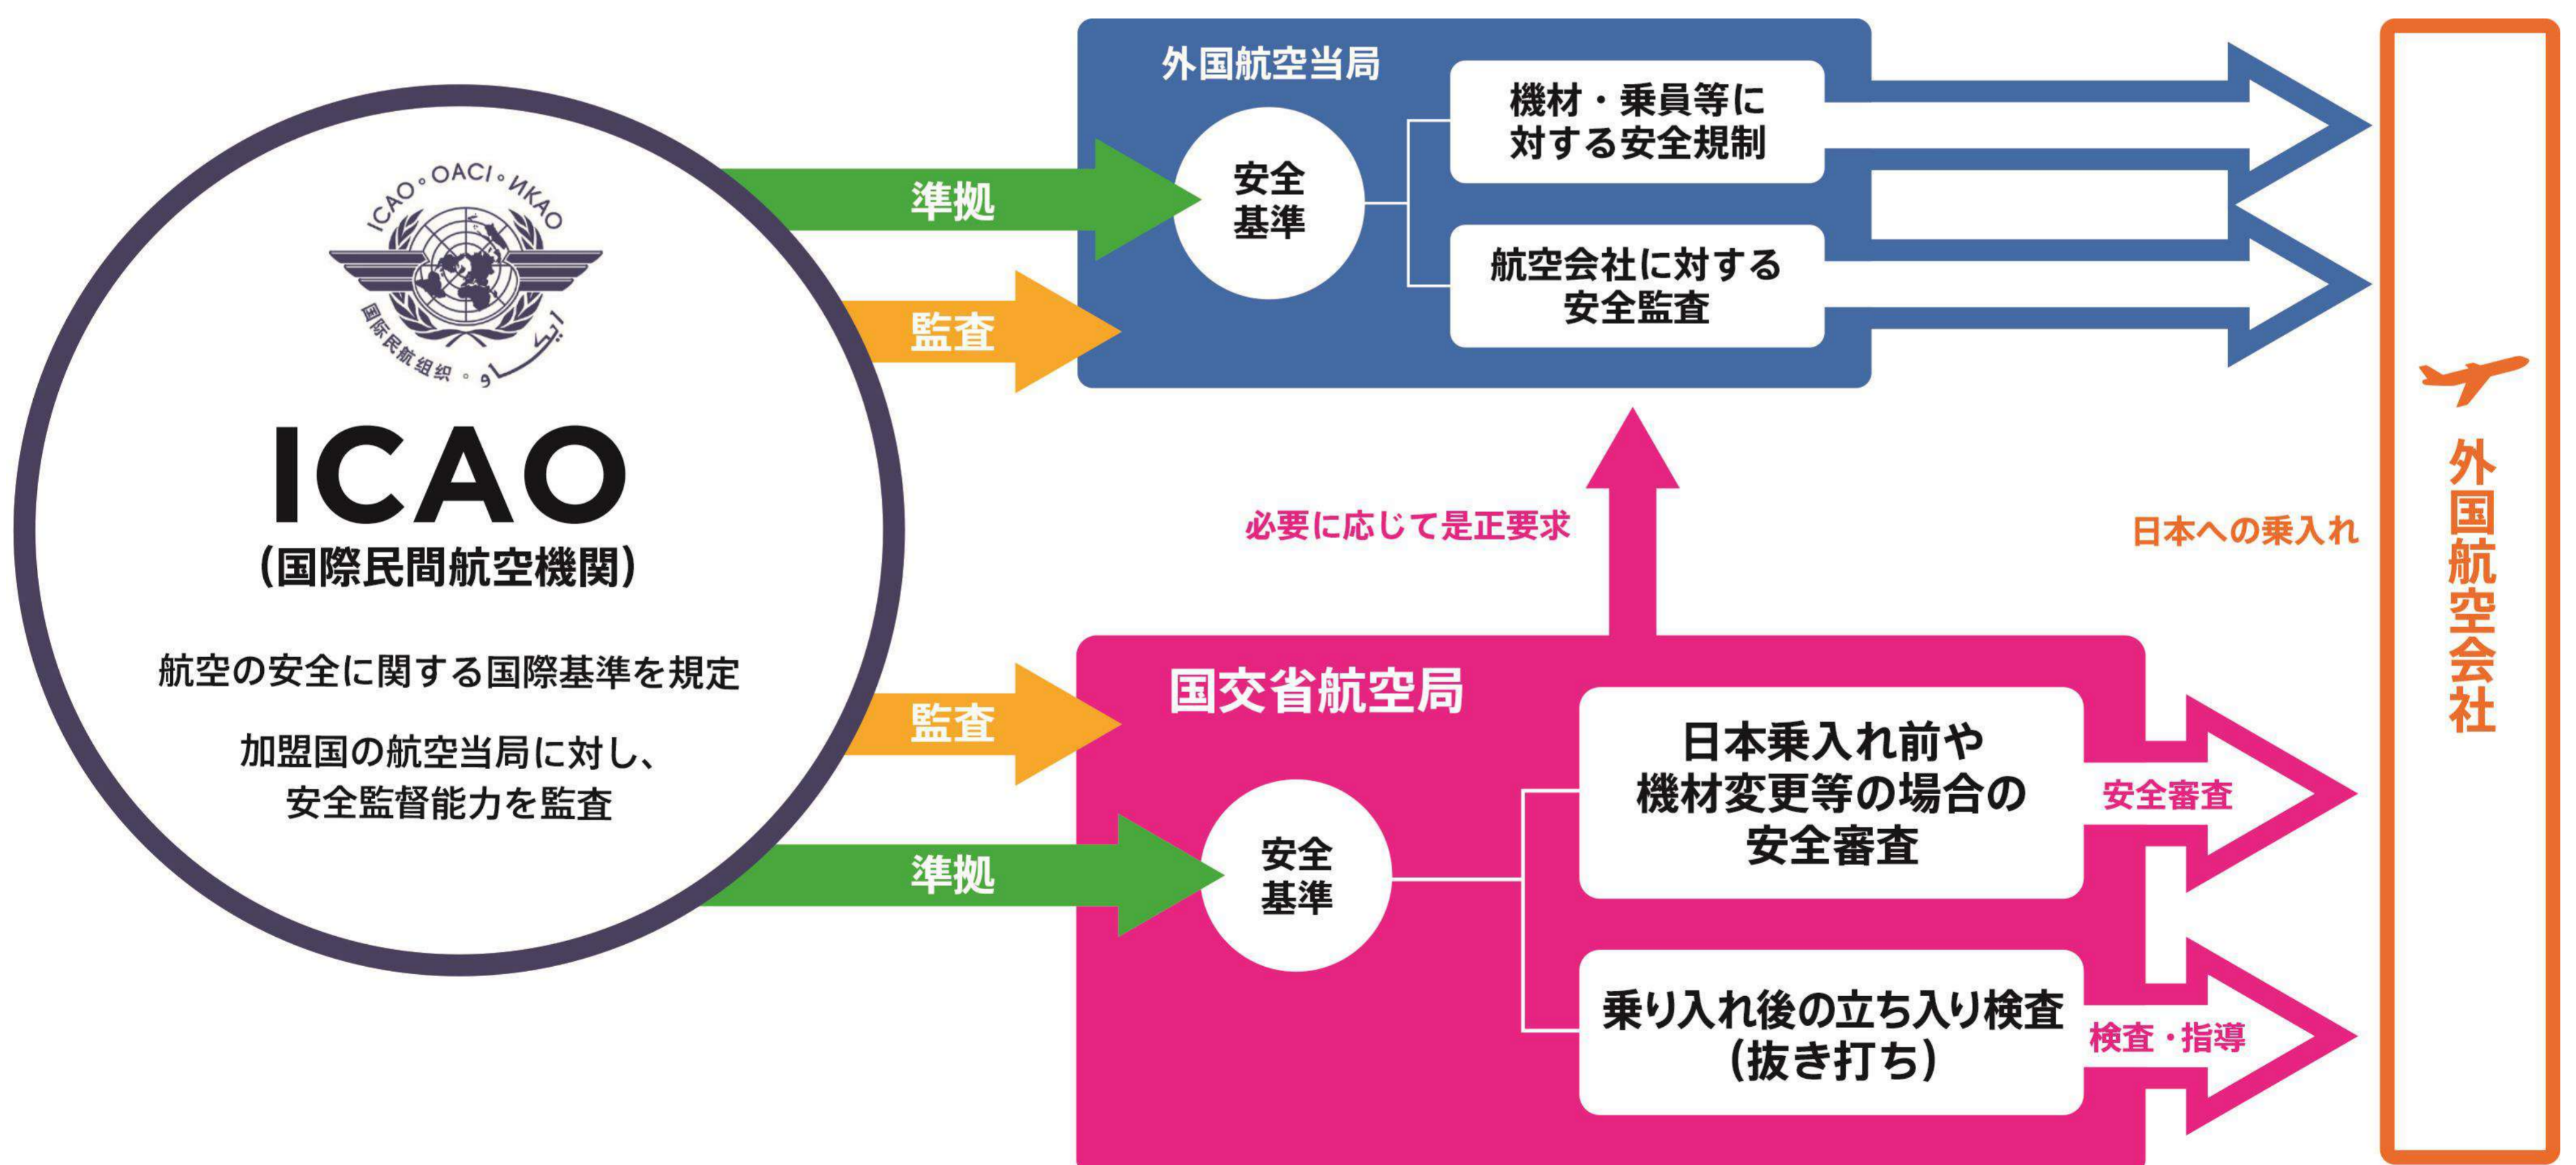 ICAO・OACI・ИКАО
国际民航组织・ايكاو
ICAO
(国際民間航空機関)
航空の安全に関する国際基準を規定
加盟国の航空当局に対し、
安全監督能力を監査
準拠
監査
外国航空当局
安全
基準
機材・乗員等に
対する安全規制
航空会社に対する
安全監査
必要に応じて是正要求
監査
準拠
国交省航空局
安全
基準
日本乗入れ前や
機材変更等の場合の
安全審査
安全審査
乗り入れ後の立ち入り検査
(抜き打ち)
検査・指導
日本への乗入れ
外国航空会社